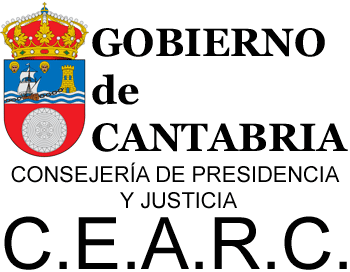 GOBIERNO
de
CANTABRIA
CONSEJERÍA DE PRESIDENCIA
Y JUSTICIA
C.E.A.R.C.